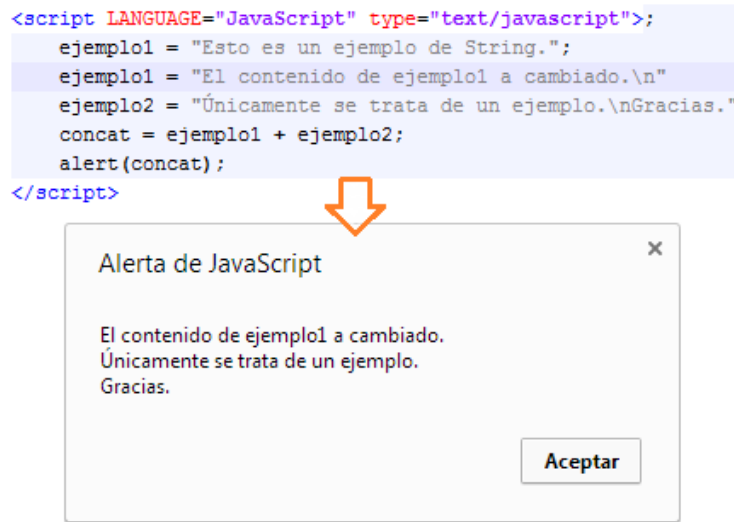 <script LANGUAGE="JavaScript" type="text/javascript">;
ejemplo1 = "Esto es un ejemplo de String.";
ejemplo1 = "El contenido de ejemplo1 a cambiado.\n"
ejemplo2 = "Únicamente se trata de un ejemplo.\nGracias."
concat = ejemplo1 + ejemplo2;
alert(concat);
</script>
Alerta de JavaScript
×
El contenido de ejemplo1 a cambiado.
Únicamente se trata de un ejemplo.
Gracias.
Aceptar